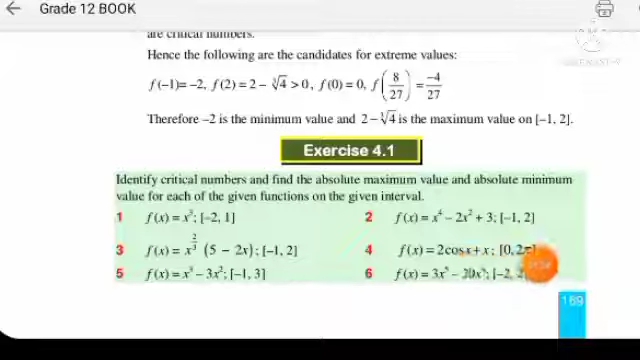 Grade 12 BOOK
are critical numbers.
Hence the following are the candidates for extreme values:
f(-1)= -2, f(2) = 2 - ∛4 > 0, f(0) = 0, f(8/27) = -4/27
Therefore –2 is the minimum value and 2 – ∛4 is the maximum value on [-1, 2].
Exercise 4.1
Identify critical numbers and find the absolute maximum value and absolute minimum
value for each of the given functions on the given interval.
1 f(x) = x³; [-2, 1] 2 f(x) = x⁴ – 2x² + 3; [-1, 2]
3 f(x) = x^(2/3) (5 – 2x); [-1, 2] 4 f(x) = 2cosx + x; [0, 2π]
5 f(x) = x³ – 3x²; [-1, 3] 6 f(x) = 3x⁵ –
169